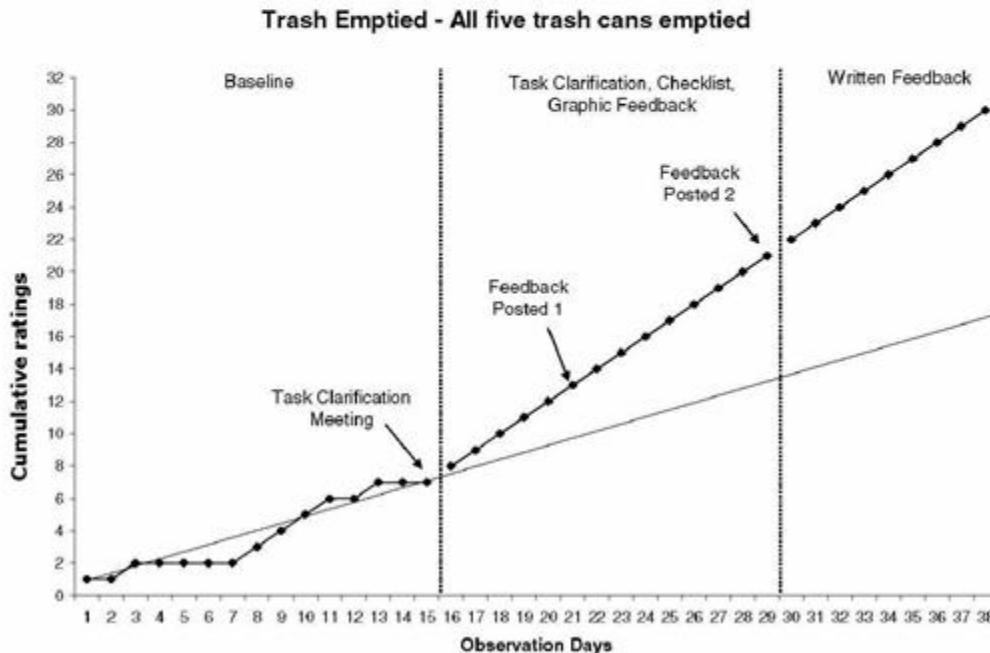 Trash Emptied - All five trash cans emptied
Baseline
Task Clarification, Checklist,
Graphic Feedback
Written Feedback
Feedback
Posted 2
Feedback
Posted 1
Task Clarification
Meeting
Cumulative ratings
32
30
28
26
24
22
20
18
16
14
12
10
8
6
4
2
0
1 2 3 4 5 6 7 8 9 10 11 12 13 14 15 16 17 18 19 20 21 22 23 24 25 26 27 28 29 30 31 32 33 34 35 36 37 38
Observation Days